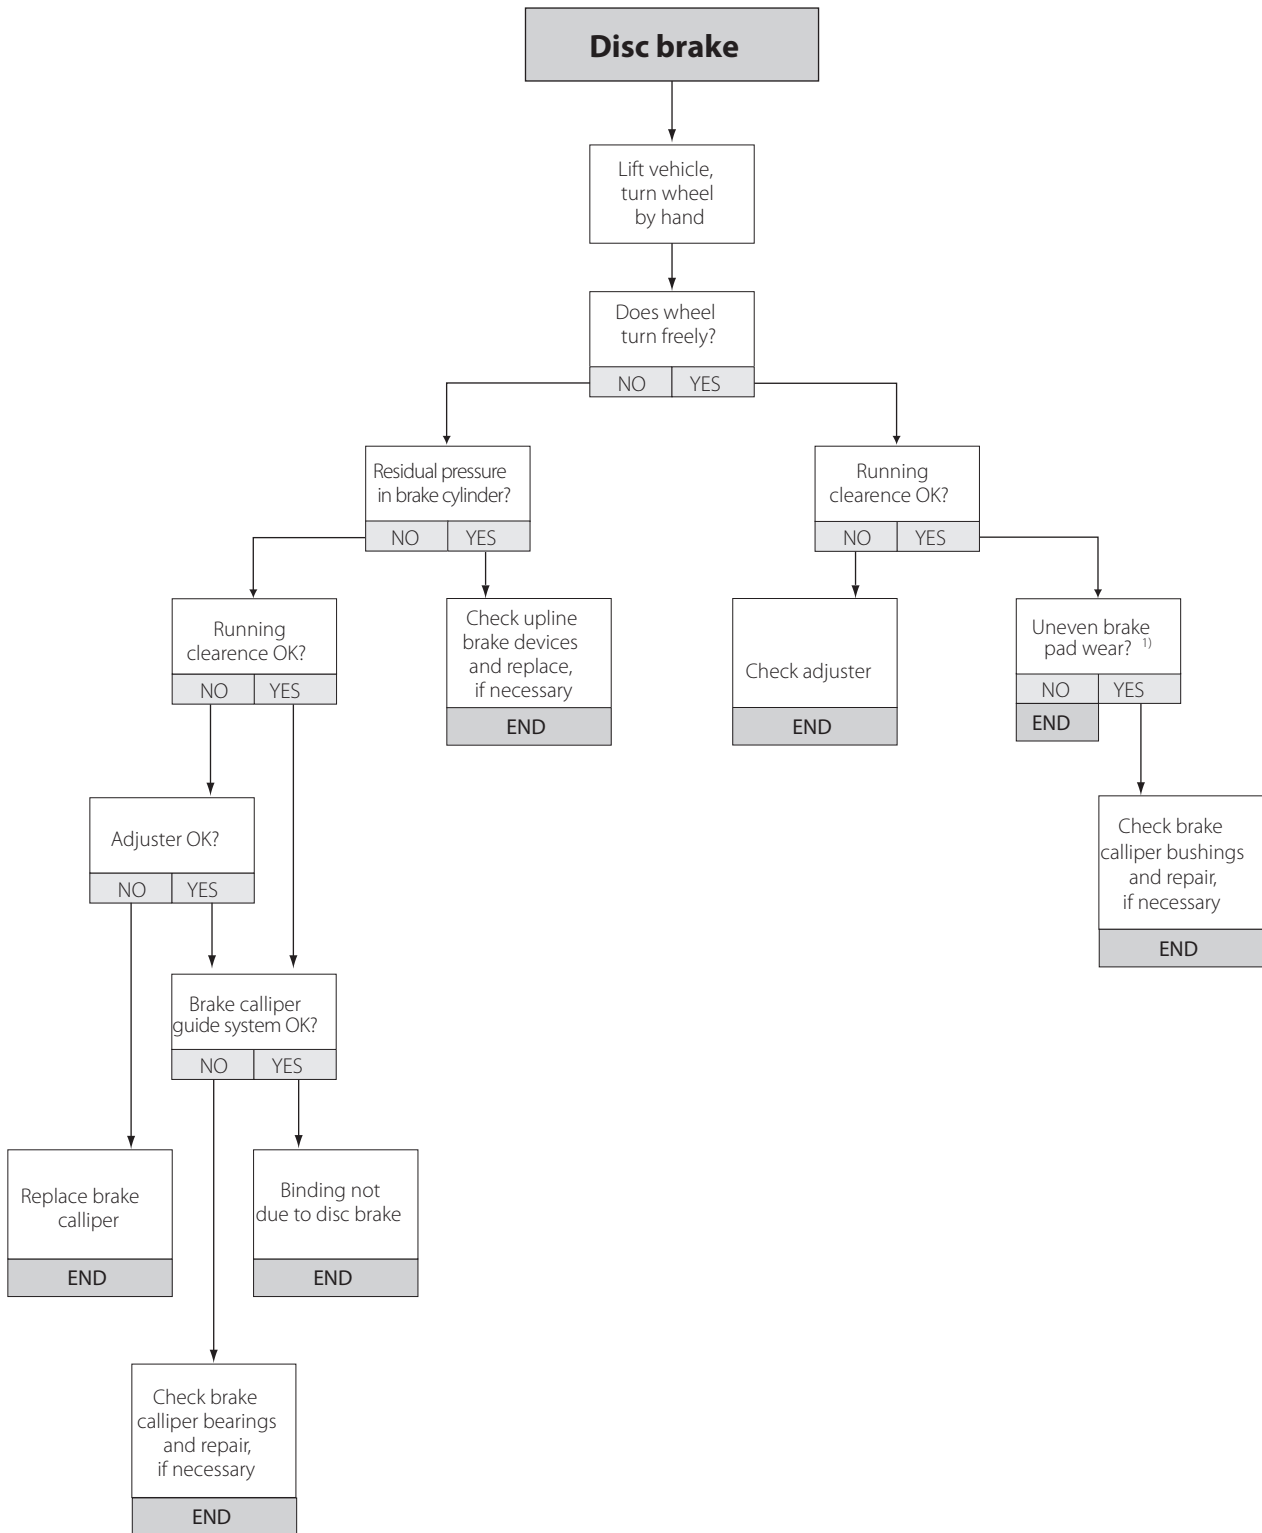 Disc brake
Lift vehicle,
turn wheel
by hand
Does wheel
turn freely?
NO YES
Residual pressure
in brake cylinder?
NO YES
Running
clearence OK?
NO YES
Running
clearence OK?
NO YES
Check upline
brake devices
and replace,
if necessary
END
Check adjuster
END
Uneven brake
pad wear? 1)
NO YES
END
Adjuster OK?
NO YES
Check brake
calliper bushings
and repair,
if necessary
END
Brake calliper
guide system OK?
NO YES
Replace brake
calliper
END
Binding not
due to disc brake
END
Check brake
calliper bearings
and repair,
if necessary
END